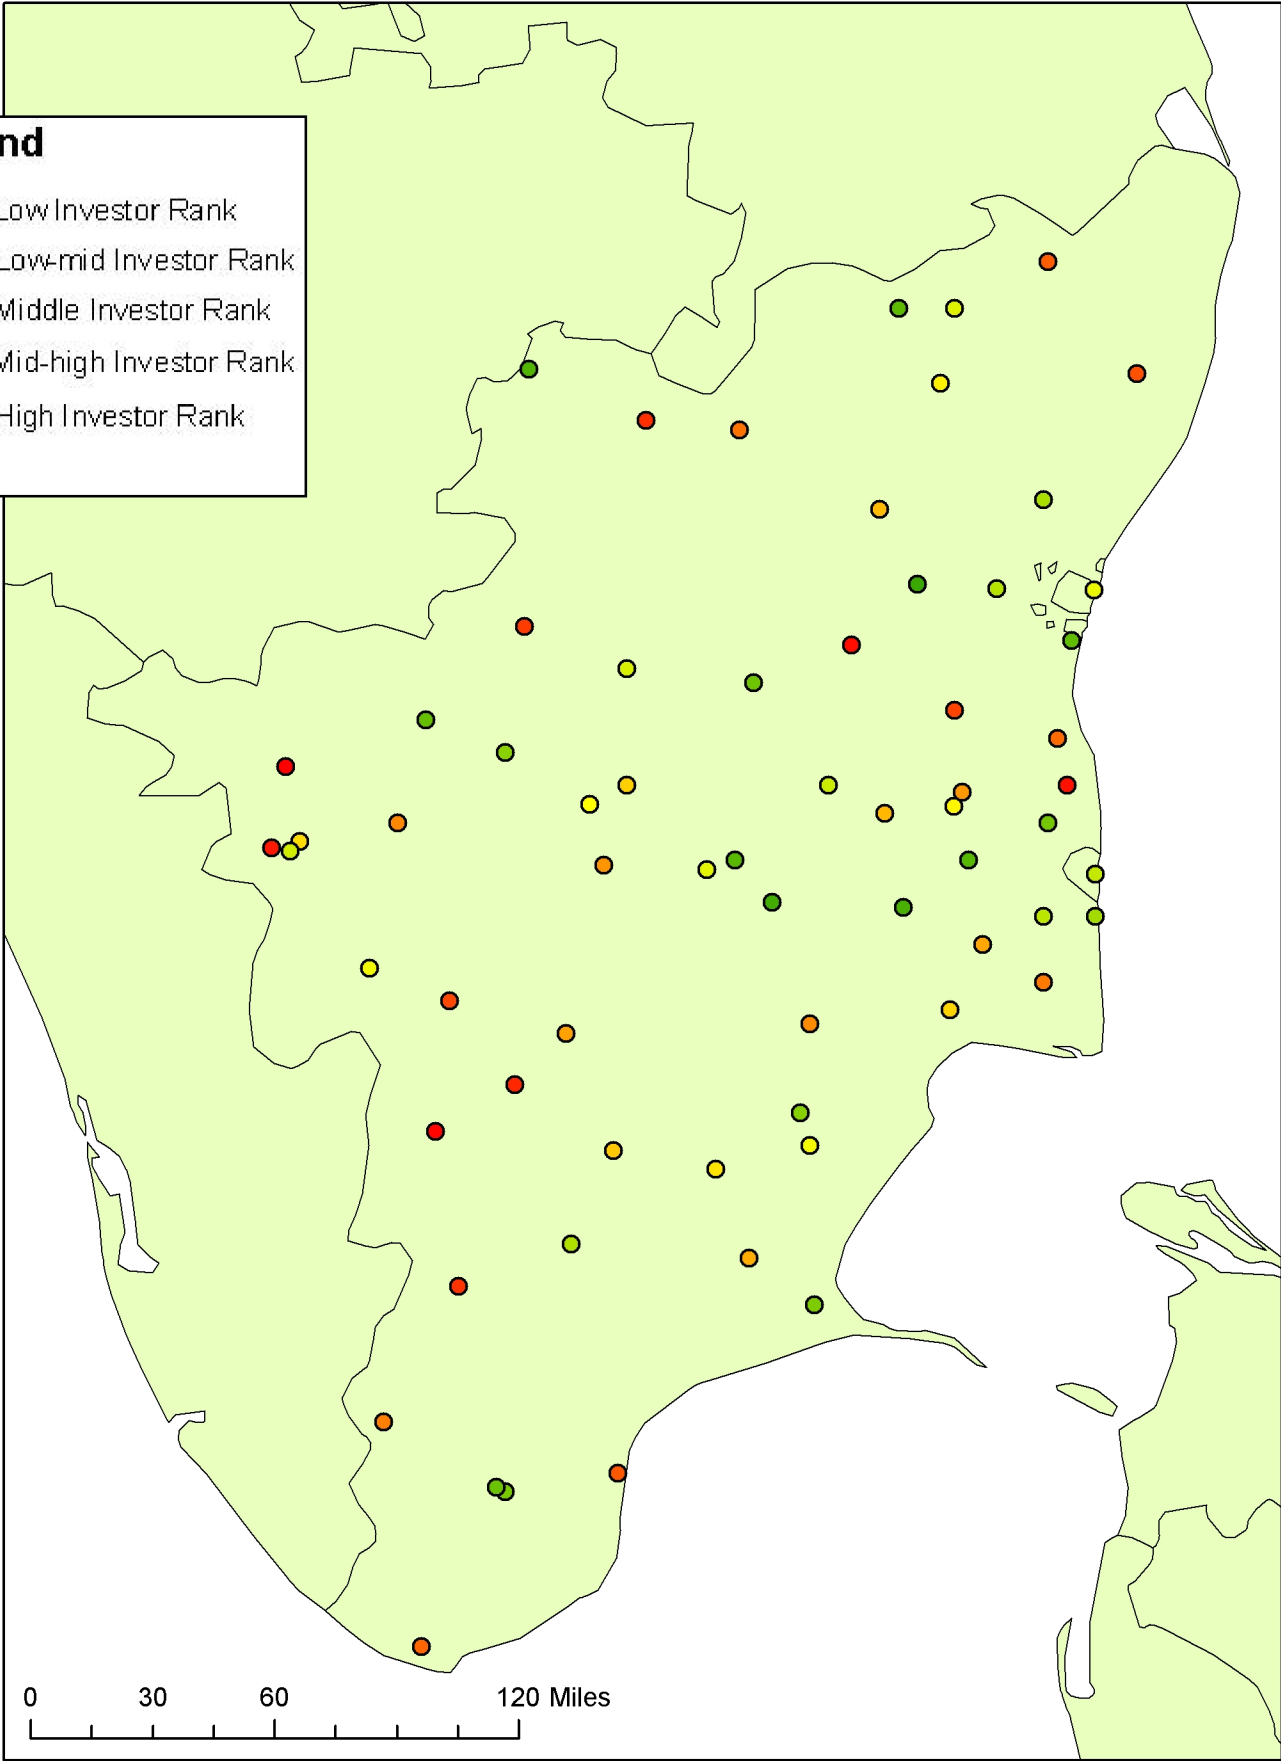 nd
Low Investor Rank
Low-mid Investor Rank
Middle Investor Rank
Mid-high Investor Rank
High Investor Rank
0 30 60 120 Miles